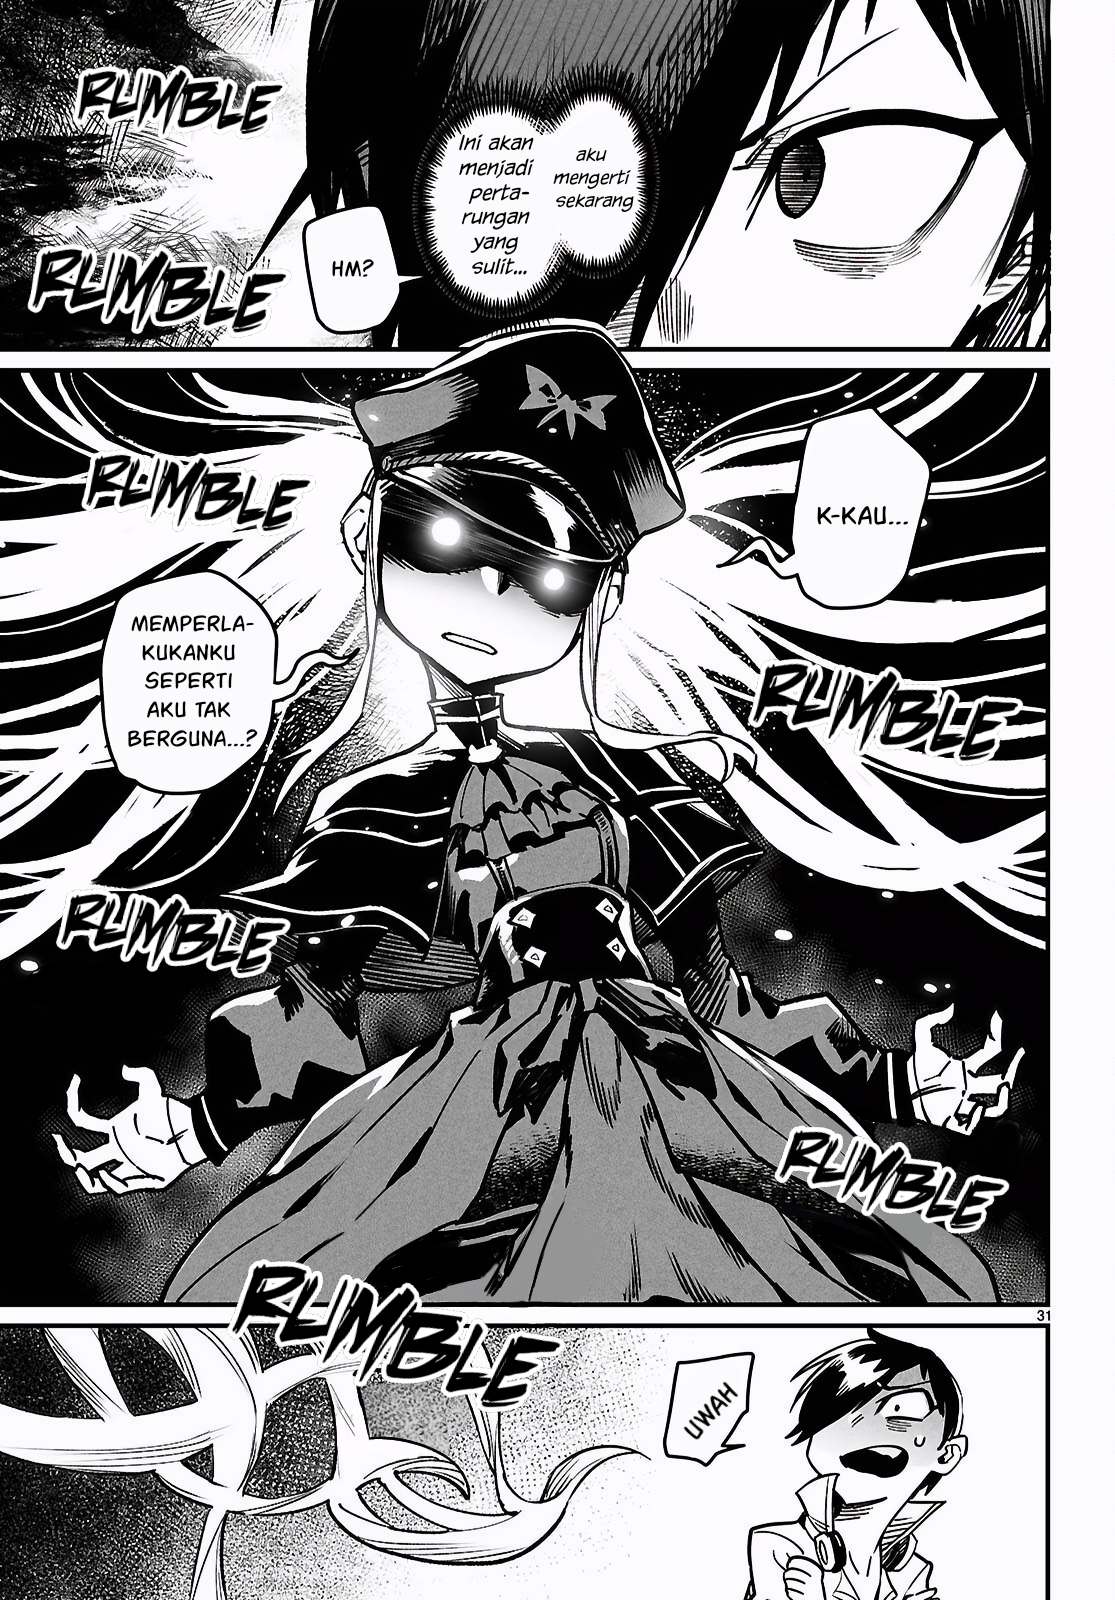 RUMBLE
aku
mengerti
sekarang
Ini akan
menjadi
perta-
rungan
yang
sulit...
HM?
RUMBLE
K-KAU...
RUMBLE
MEMPERLA-
KUKANKU
SEPERTI
AKU TAK
BERGUNA...?
RUMBLE
RUMBLE
RUMBLE
RUMBLE
31
UWAH